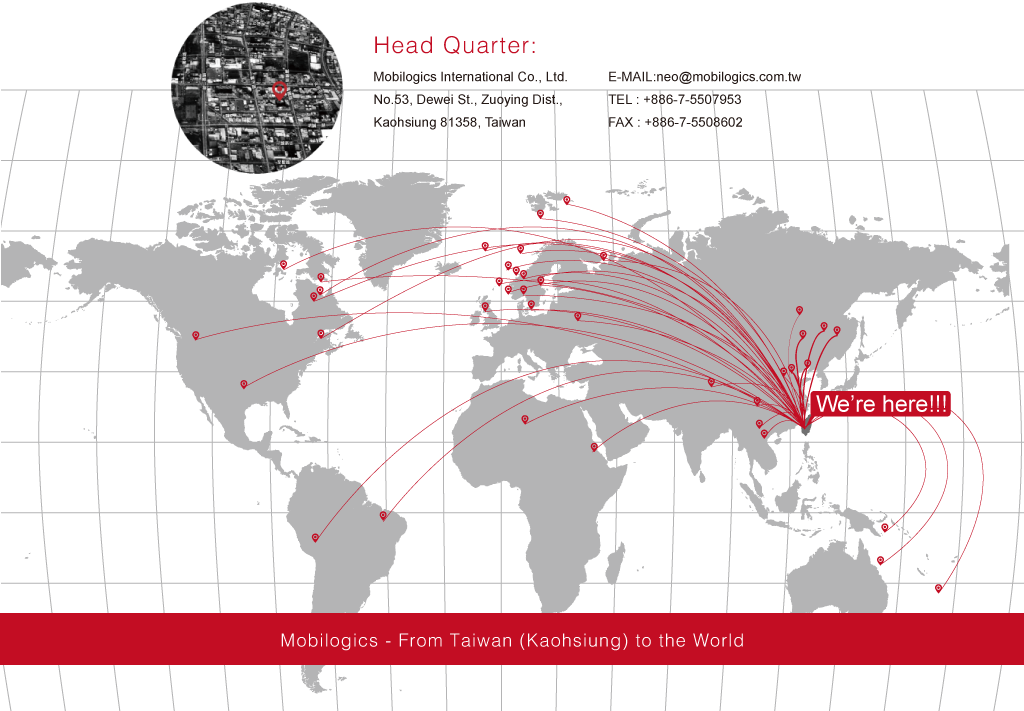 Head Quarter:
Mobilogics International Co., Ltd.
No.53, Dewei St., Zuoying Dist.,
Kaohsiung 81358, Taiwan
E-MAIL:neo@mobilogics.com.tw
TEL : +886-7-5507953
FAX : +886-7-5508602
We’re here!!!
Mobilogics - From Taiwan (Kaohsiung) to the World